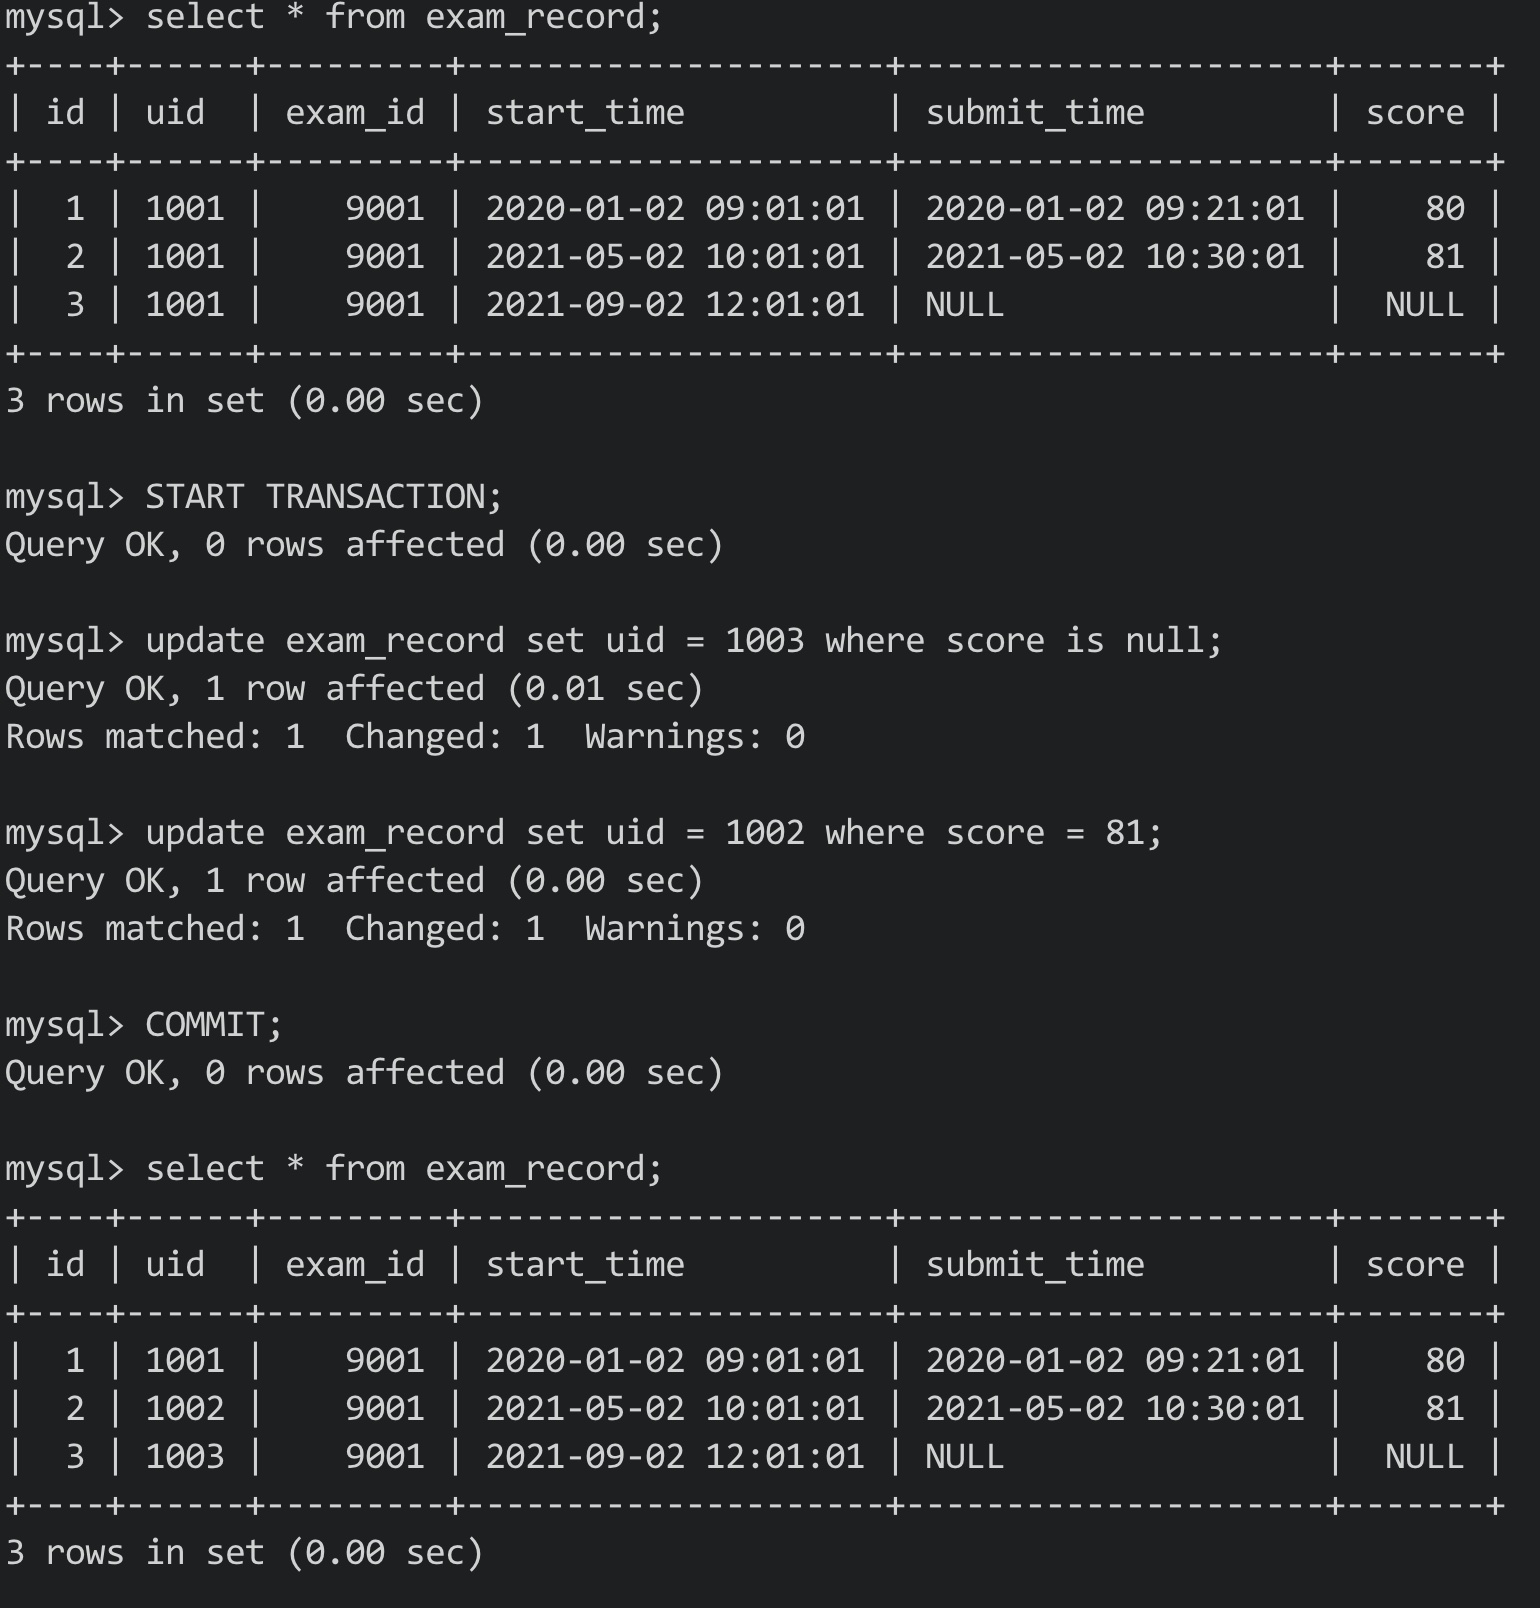 mysql> select * from exam_record;
+----+------+---------+---------------------+---------------------+-------+
| id | uid  | exam_id | start_time          | submit_time         | score |
+----+------+---------+---------------------+---------------------+-------+
|  1 | 1001 |    9001 | 2020-01-02 09:01:01 | 2020-01-02 09:21:01 |    80 |
|  2 | 1001 |    9001 | 2021-05-02 10:01:01 | 2021-05-02 10:30:01 |    81 |
|  3 | 1001 |    9001 | 2021-09-02 12:01:01 | NULL                |  NULL |
+----+------+---------+---------------------+---------------------+-------+
3 rows in set (0.00 sec)

mysql> START TRANSACTION;
Query OK, 0 rows affected (0.00 sec)

mysql> update exam_record set uid = 1003 where score is null;
Query OK, 1 row affected (0.01 sec)
Rows matched: 1  Changed: 1  Warnings: 0

mysql> update exam_record set uid = 1002 where score = 81;
Query OK, 1 row affected (0.00 sec)
Rows matched: 1  Changed: 1  Warnings: 0

mysql> COMMIT;
Query OK, 0 rows affected (0.00 sec)

mysql> select * from exam_record;
+----+------+---------+---------------------+---------------------+-------+
| id | uid  | exam_id | start_time          | submit_time         | score |
+----+------+---------+---------------------+---------------------+-------+
|  1 | 1001 |    9001 | 2020-01-02 09:01:01 | 2020-01-02 09:21:01 |    80 |
|  2 | 1002 |    9001 | 2021-05-02 10:01:01 | 2021-05-02 10:30:01 |    81 |
|  3 | 1003 |    9001 | 2021-09-02 12:01:01 | NULL                |  NULL |
+----+------+---------+---------------------+---------------------+-------+
3 rows in set (0.00 sec)